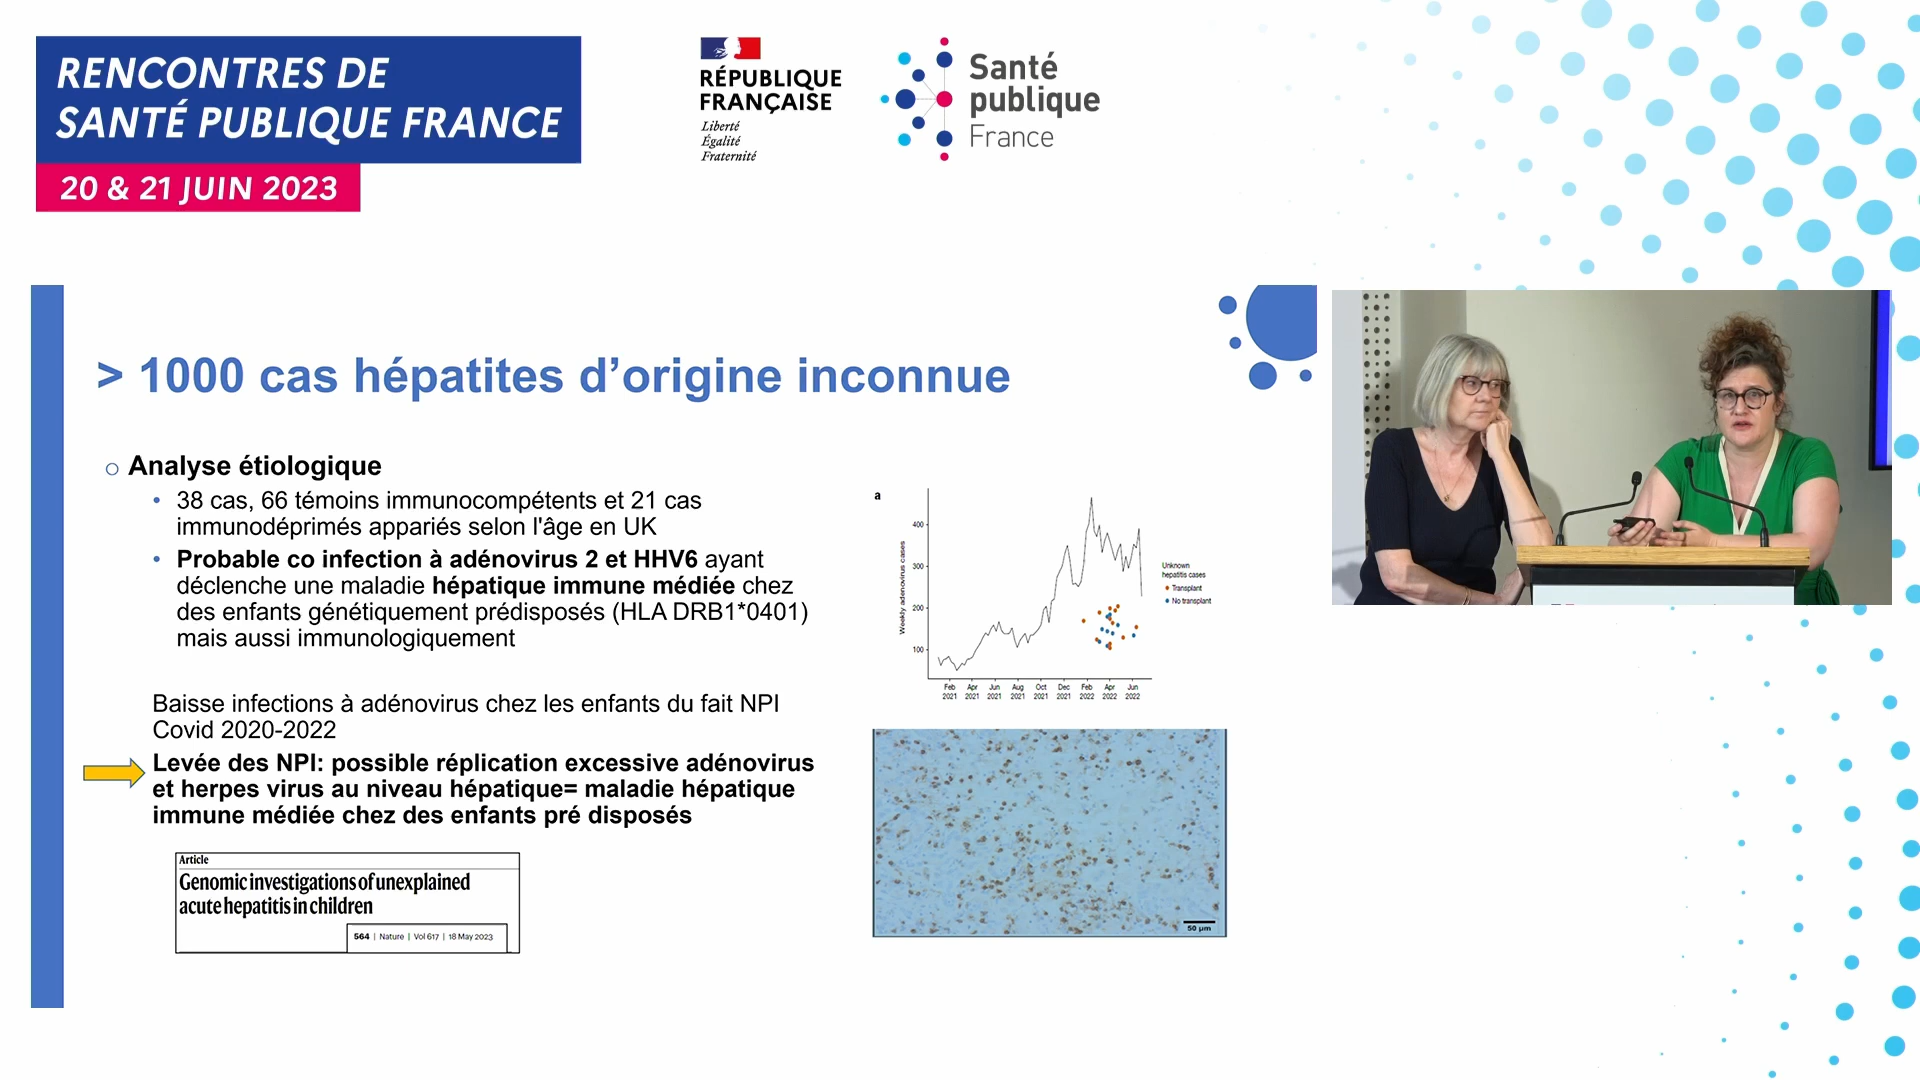 RENCONTRES DE
SANTÉ PUBLIQUE FRANCE
20 & 21 JUIN 2023
RÉPUBLIQUE
FRANÇAISE
Liberté
Égalité
Fraternité
Santé
publique
France
> 1000 cas hépatites d’origine inconnue
Analyse étiologique
38 cas, 66 témoins immunocompétents et 21 cas
immunodéprimés appariés selon l'âge en UK
Probable co infection à adénovirus 2 et HHV6 ayant
déclenche une maladie hépatique immune médiée chez
des enfants génétiquement prédisposés (HLA DRB1*0401)
mais aussi immunologiquement
Baisse infections à adénovirus chez les enfants du fait NPI
Covid 2020-2022
Levée des NPI: possible réplication excessive adénovirus
et herpes virus au niveau hépatique= maladie hépatique
immune médiée chez des enfants pré disposés
Article
Genomic investigations of unexplained
acute hepatitis in children
564 | Nature | Vol 617 | 18 May 2023
a
Weekly adenovirus cases
400
300
200
100
Feb 2021 Apr 2021 Jun 2021 Aug 2021 Oct 2021 Dec 2021 Feb 2022 Apr 2022 Jun 2022
Unknown
hepatitis cases
Transplant
No transplant
50 µm